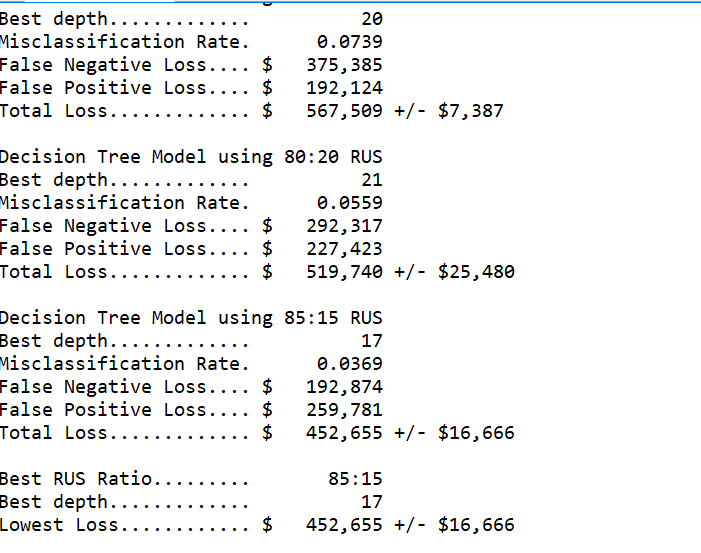 Best depth............. 20
Misclassification Rate. 0.0739
False Negative Loss.... $ 375,385
False Positive Loss.... $ 192,124
Total Loss............. $ 567,509 +/- $7,387
Decision Tree Model using 80:20 RUS
Best depth............. 21
Misclassification Rate. 0.0559
False Negative Loss.... $ 292,317
False Positive Loss.... $ 227,423
Total Loss............. $ 519,740 +/- $25,480
Decision Tree Model using 85:15 RUS
Best depth............. 17
Misclassification Rate. 0.0369
False Negative Loss.... $ 192,874
False Positive Loss.... $ 259,781
Total Loss............. $ 452,655 +/- $16,666
Best RUS Ratio......... 85:15
Best depth............. 17
Lowest Loss............ $ 452,655 +/- $16,666